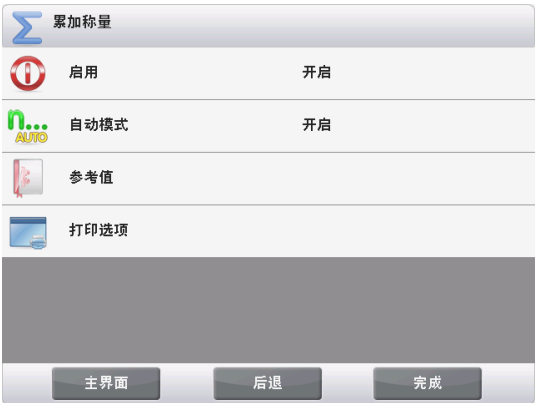 累加称量
启用 开启
n... AUTO 自动模式 开启
参考值
打印选项
主界面 后退 完成